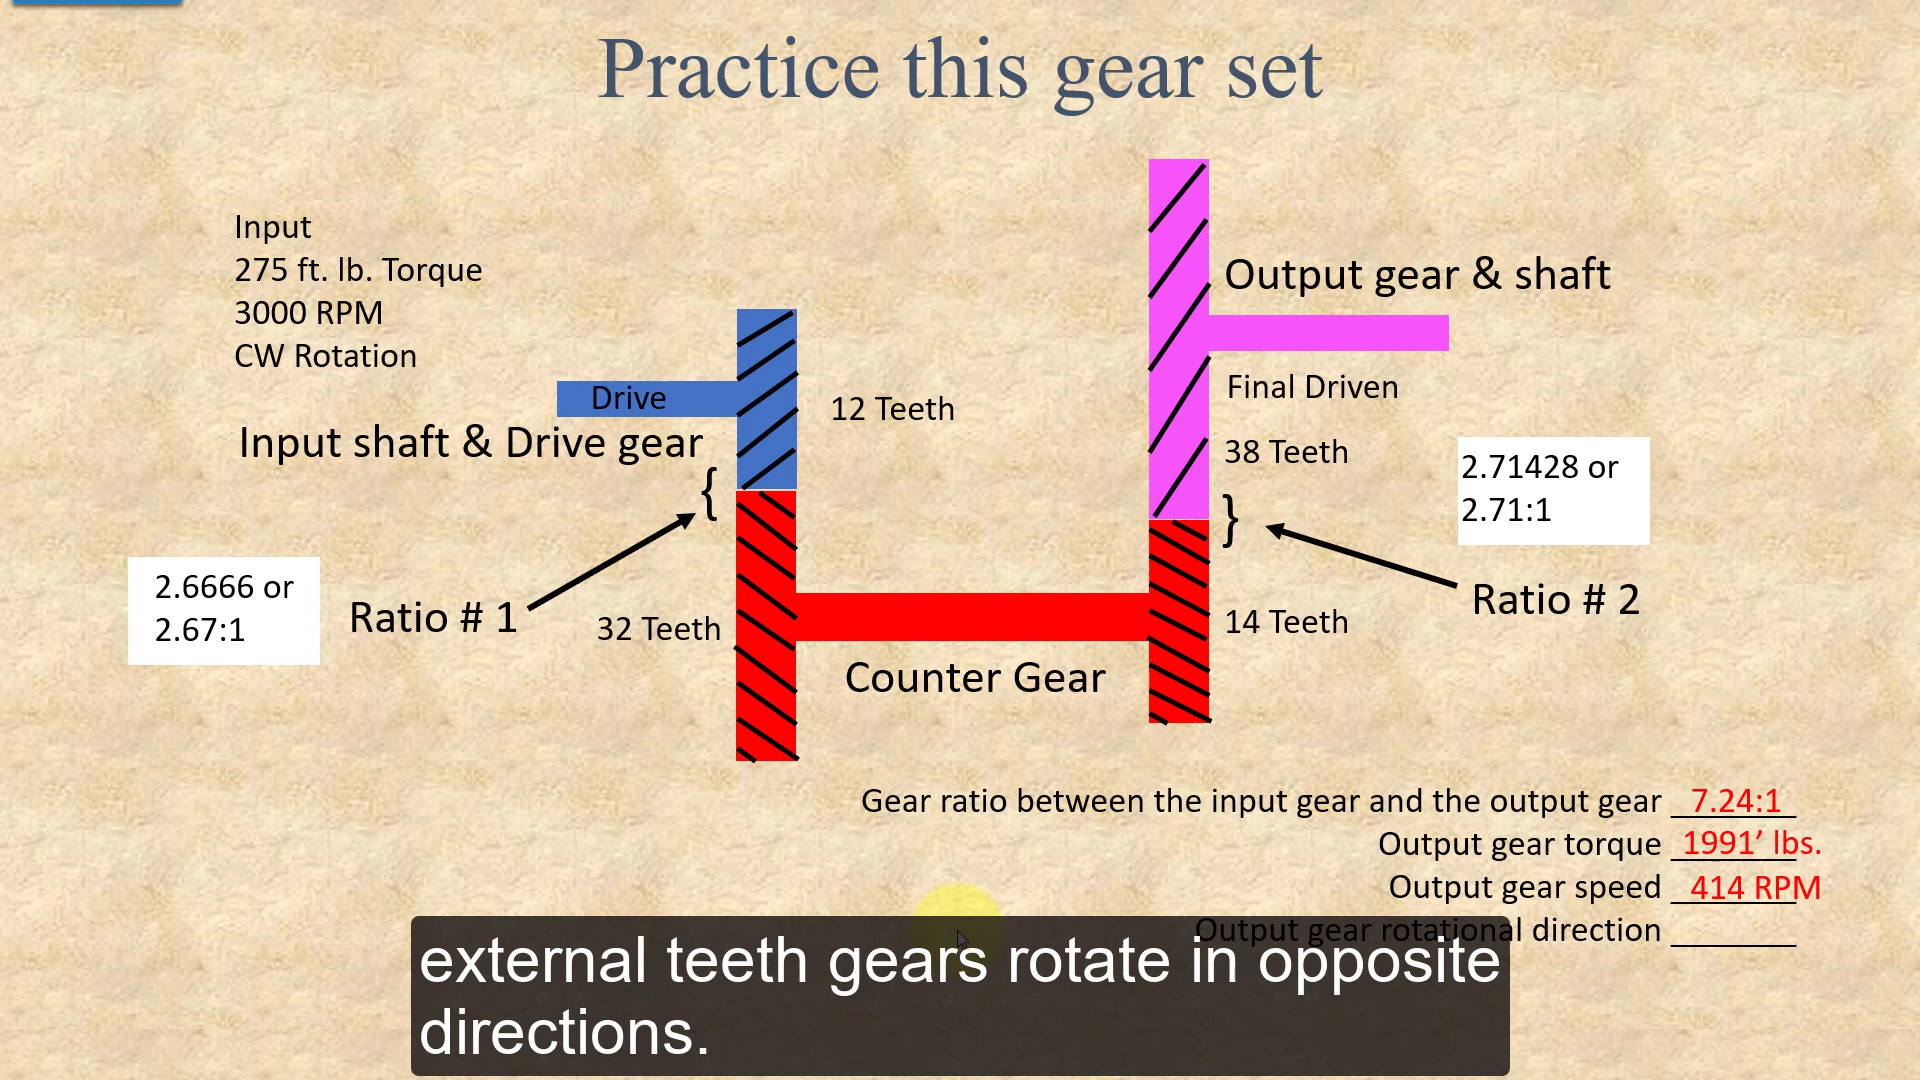 Practice this gear set
Input
275 ft. lb. Torque
3000 RPM
CW Rotation
Drive
Input shaft & Drive gear
12 Teeth
{
Output gear & shaft
Final Driven
38 Teeth
}
2.71428 or
2.71:1
2.6666 or
2.67:1
Ratio # 1
32 Teeth
Counter Gear
14 Teeth
Ratio # 2
Gear ratio between the input gear and the output gear 7.24:1
Output gear torque 1991’ lbs.
Output gear speed 414 RPM
Output gear rotational direction _______
external teeth gears rotate in opposite
directions.